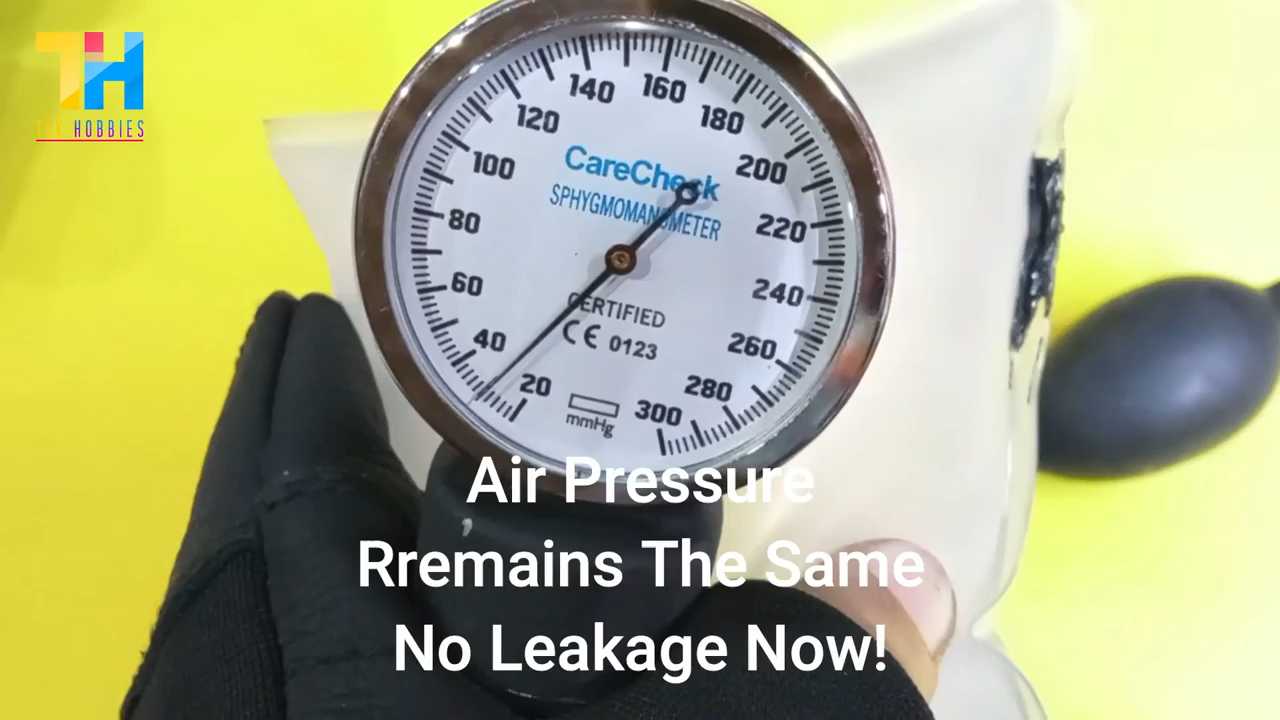 TH
TEK HOBBIES
140
160
120
180
100
200
CareCheck
SPHYGMOMANOMETER
80
220
60
240
CERTIFIED
CE 0123
40
260
20
280
300
mmHg
Air Pressure
Rremains The Same
No Leakage Now!